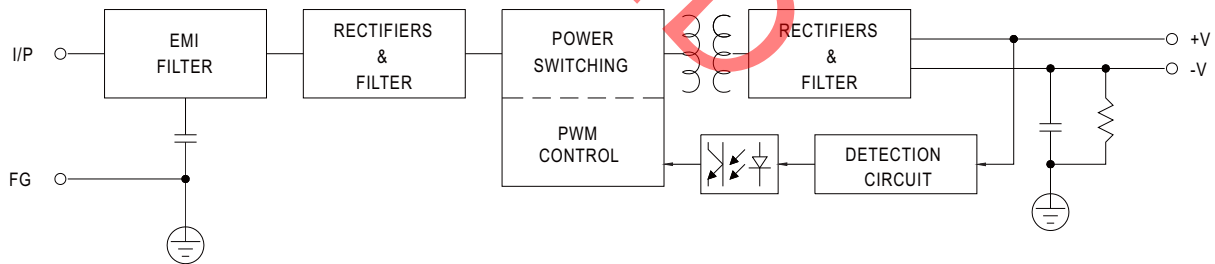 I/P
EMI
FILTER
RECTIFIERS
&
FILTER
POWER
SWITCHING
PWM
CONTROL
RECTIFIERS
&
FILTER
+V
-V
DETECTION
CIRCUIT
FG